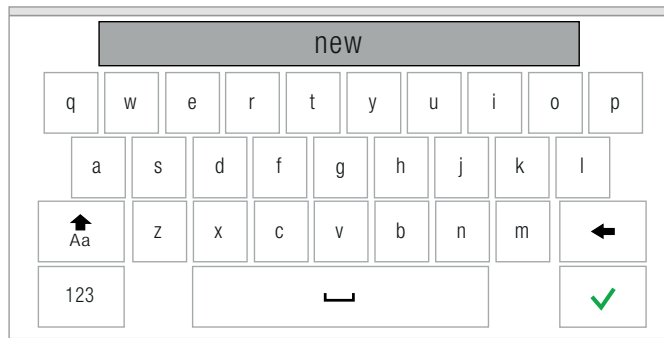 new
q w e r t y u i o p
a s d f g h j k l
Aa z x c v b n m
123